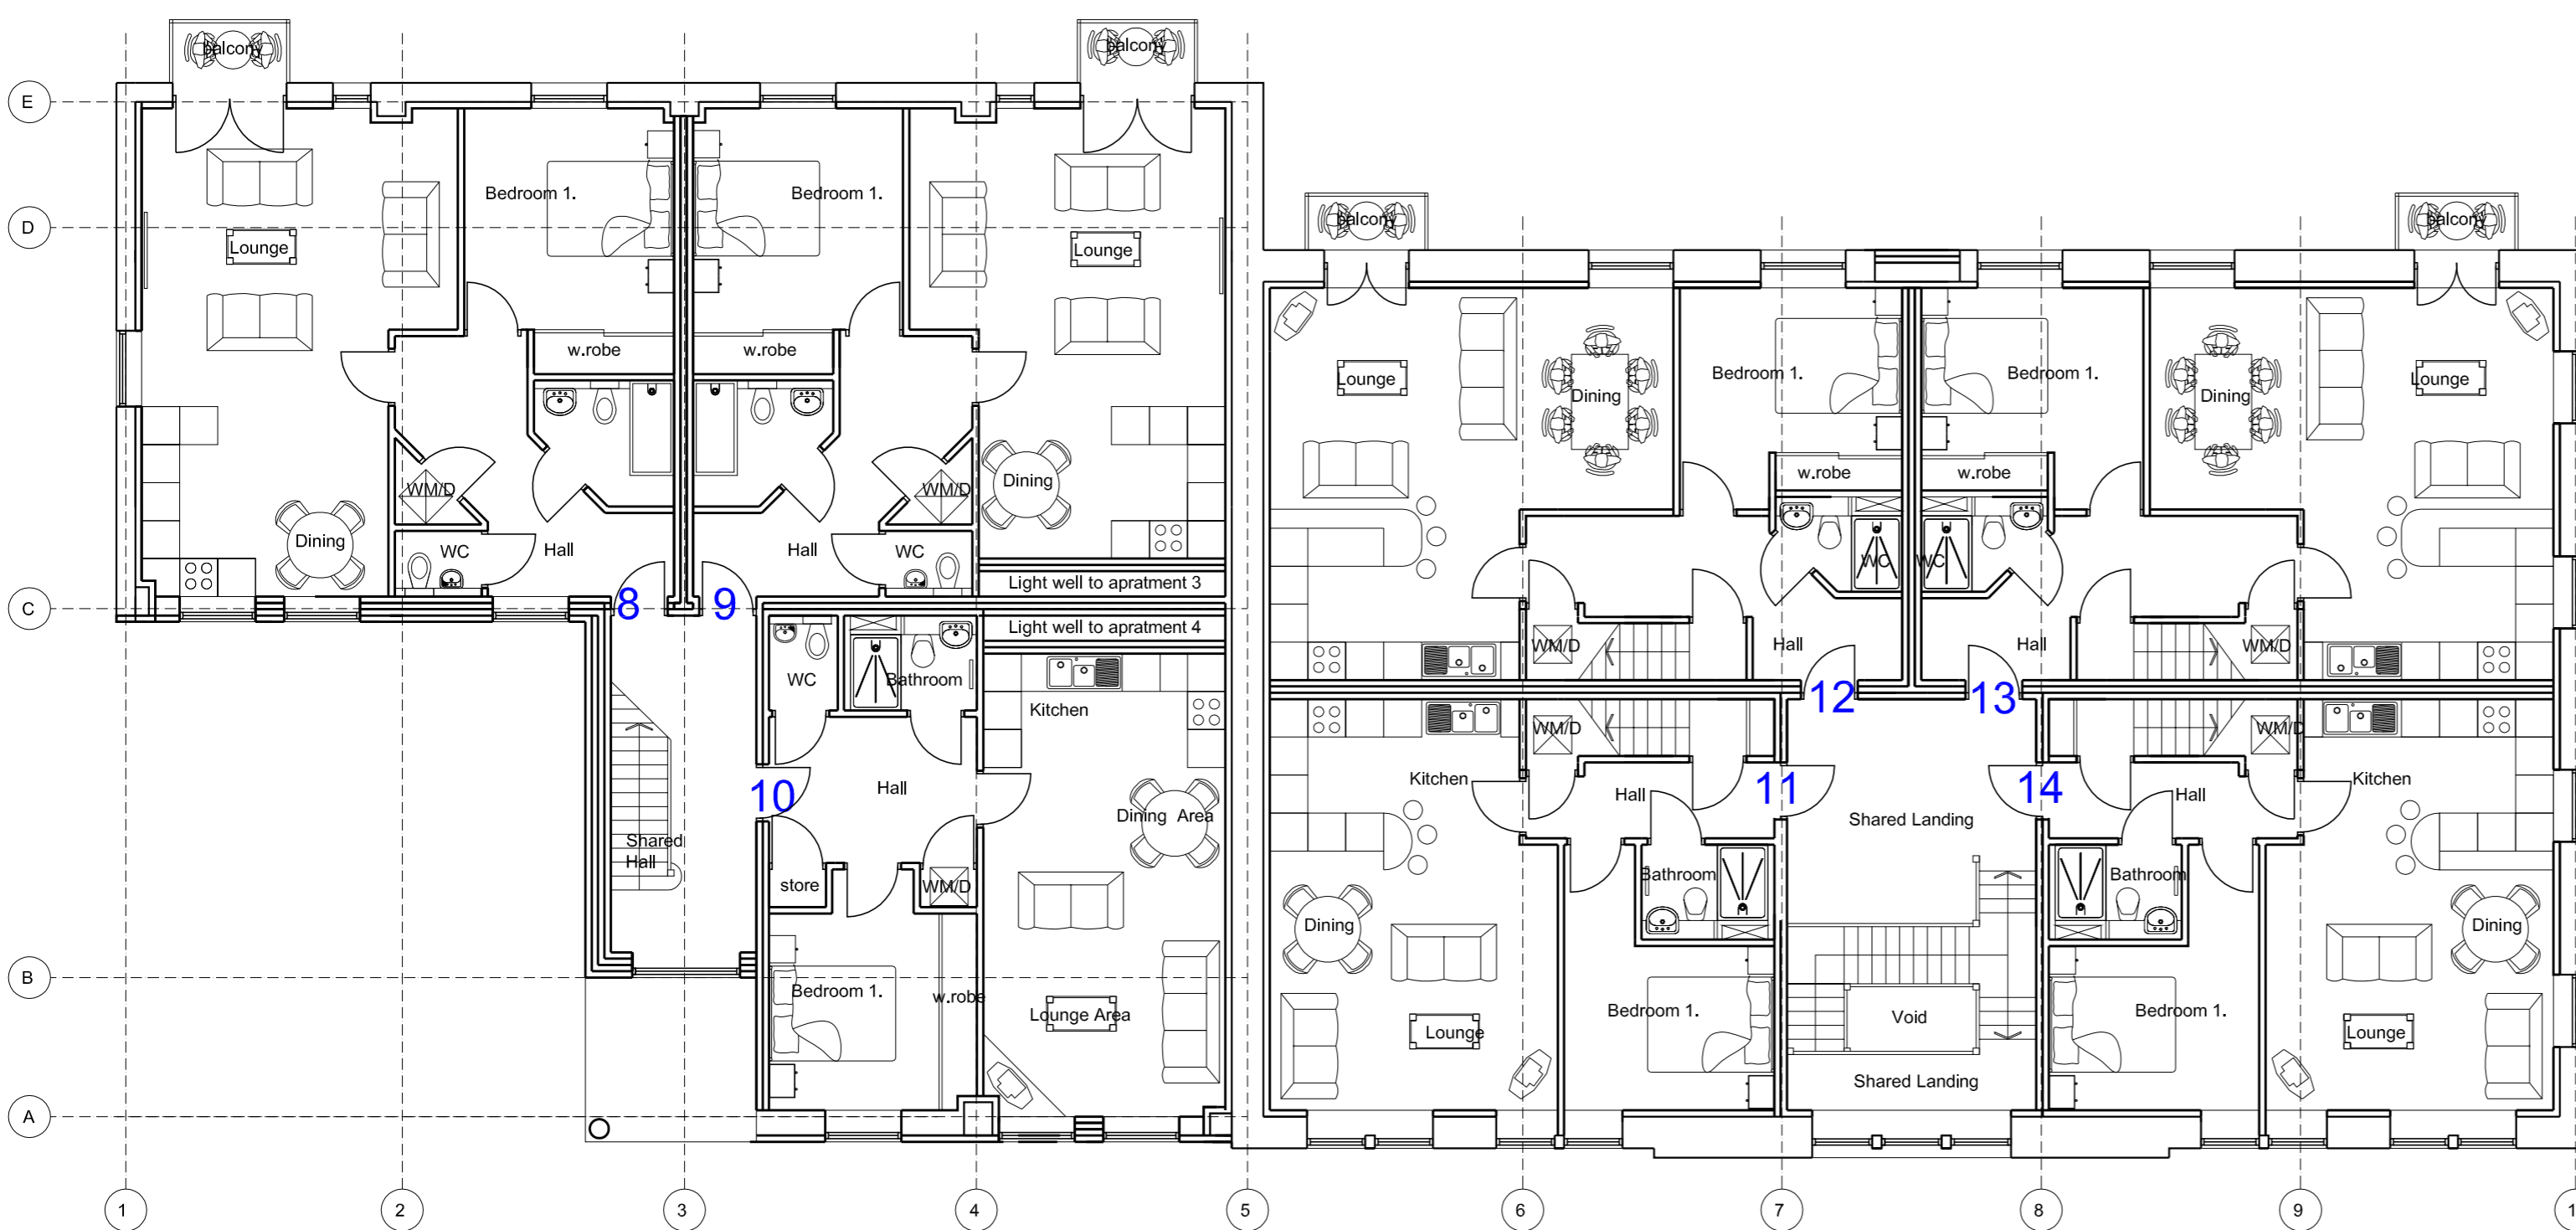 balcony
balcony
E
Bedroom 1.
Bedroom 1.
D
balcony
balcony
Lounge
Lounge
w.robe
w.robe
Lounge
Bedroom 1.
Bedroom 1.
Lounge
Dining
Dining
w.robe
w.robe
WM/D
WM/D
Dining
Dining
WC
Hall
Hall
WC
WC
WC
Light well to apratment 3
C
8
9
Light well to apratment 4
Hall
Hall
WM/D
WM/D
WC
Bathroom
12
13
Kitchen
WM/D
WM/D
Kitchen
Kitchen
10
Hall
Hall
11
14
Hall
Dining Area
Shared Landing
Shared
Hall
store
WM/D
Bathroom
Bathroom
Dining
Dining
B
Bedroom 1.
w.robe
Lounge Area
Bedroom 1.
Void
Bedroom 1.
Lounge
Lounge
Shared Landing
A
1
2
3
4
5
6
7
8
9